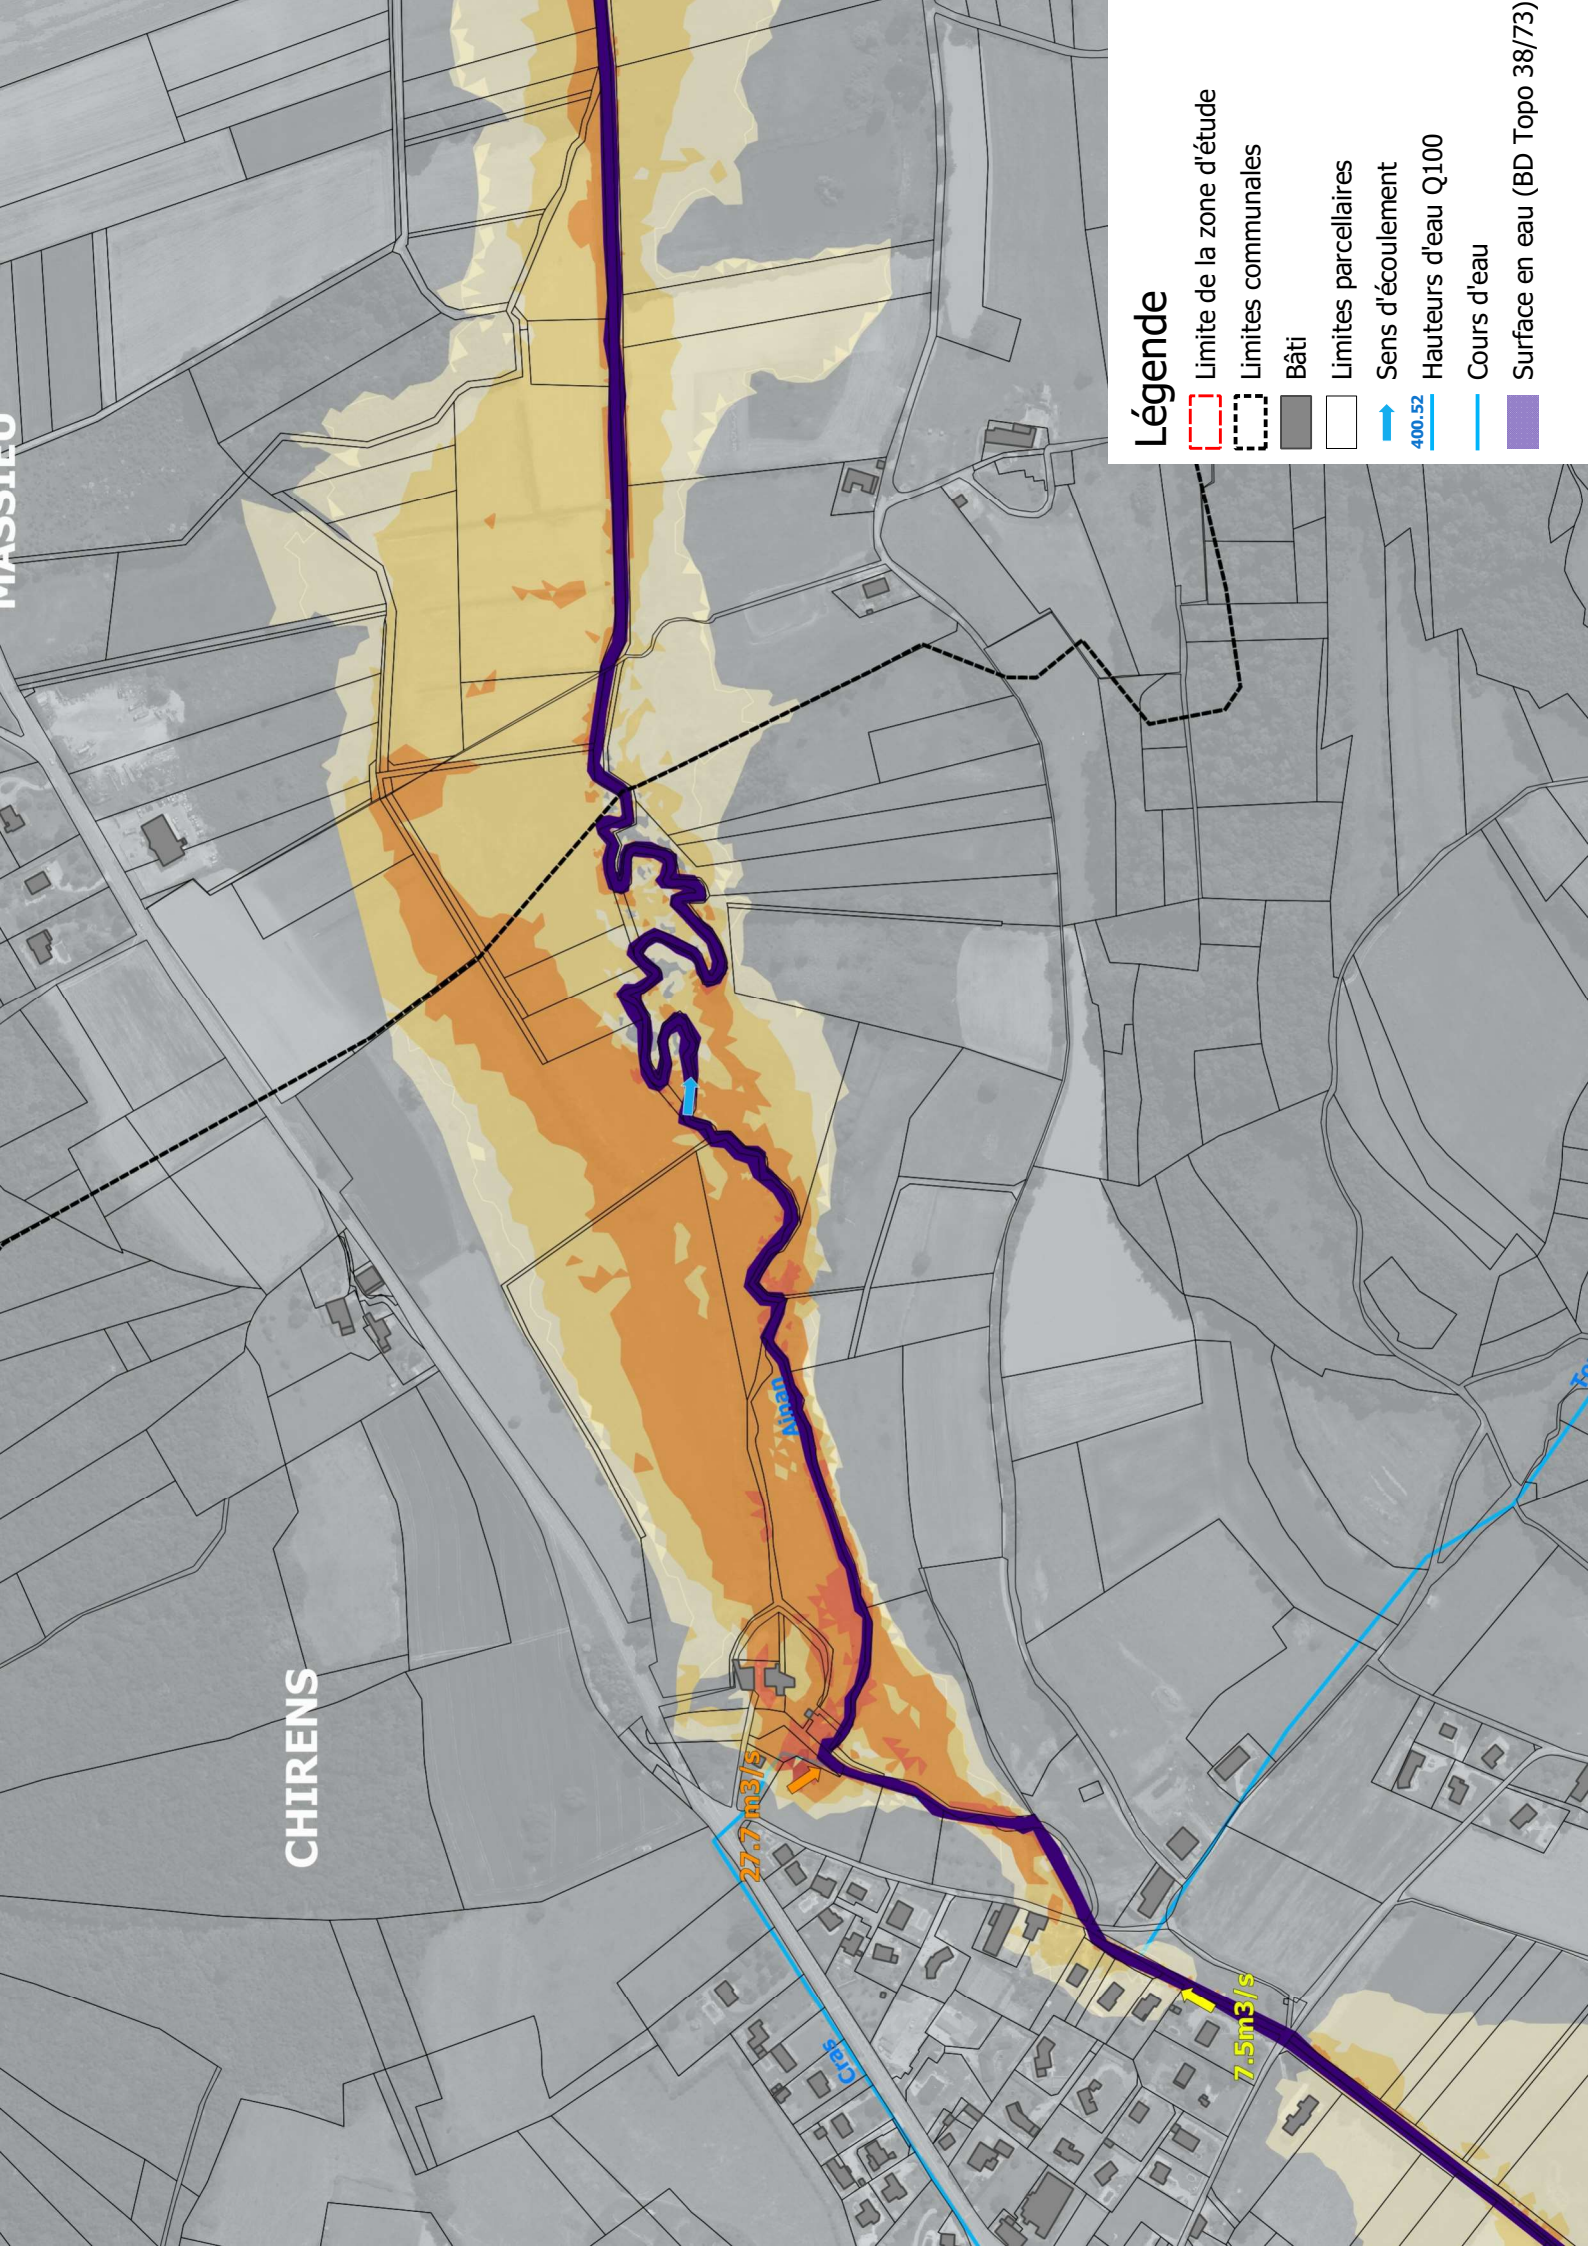 MASSIEU
CHIRENS
27.7 m3/s
7.5m3/s
Ainan
Cras
Légende
Limite de la zone d'étude
Limites communales
Bâti
Limites parcellaires
Sens d'écoulement
400.52 Hauteurs d'eau Q100
Cours d'eau
Surface en eau (BD Topo 38/73)